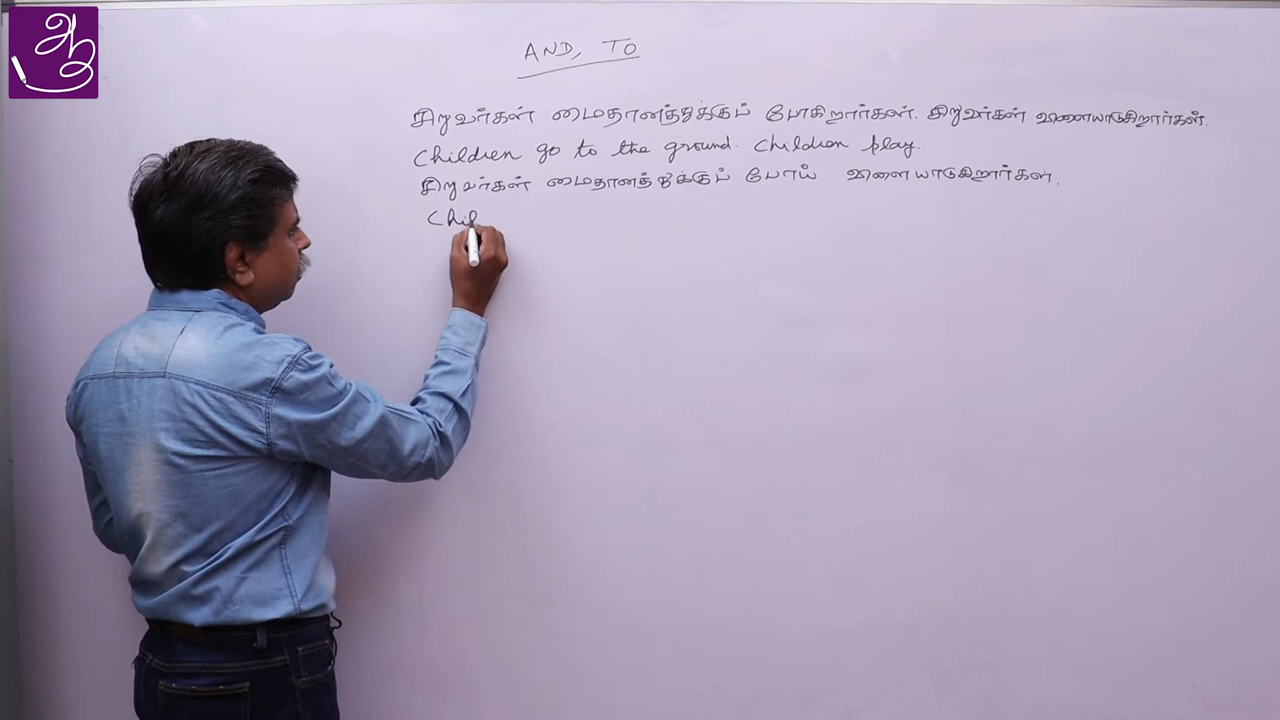 AND, TO
சிறுவர்கள் மைதானத்துக்குப் போகிறார்கள். சிறுவர்கள் விளையாடுகிறார்கள்.
Children go to the ground. Children play.
சிறுவர்கள் மைதானத்துக்குப் போய் விளையாடுகிறார்கள்.
Chil